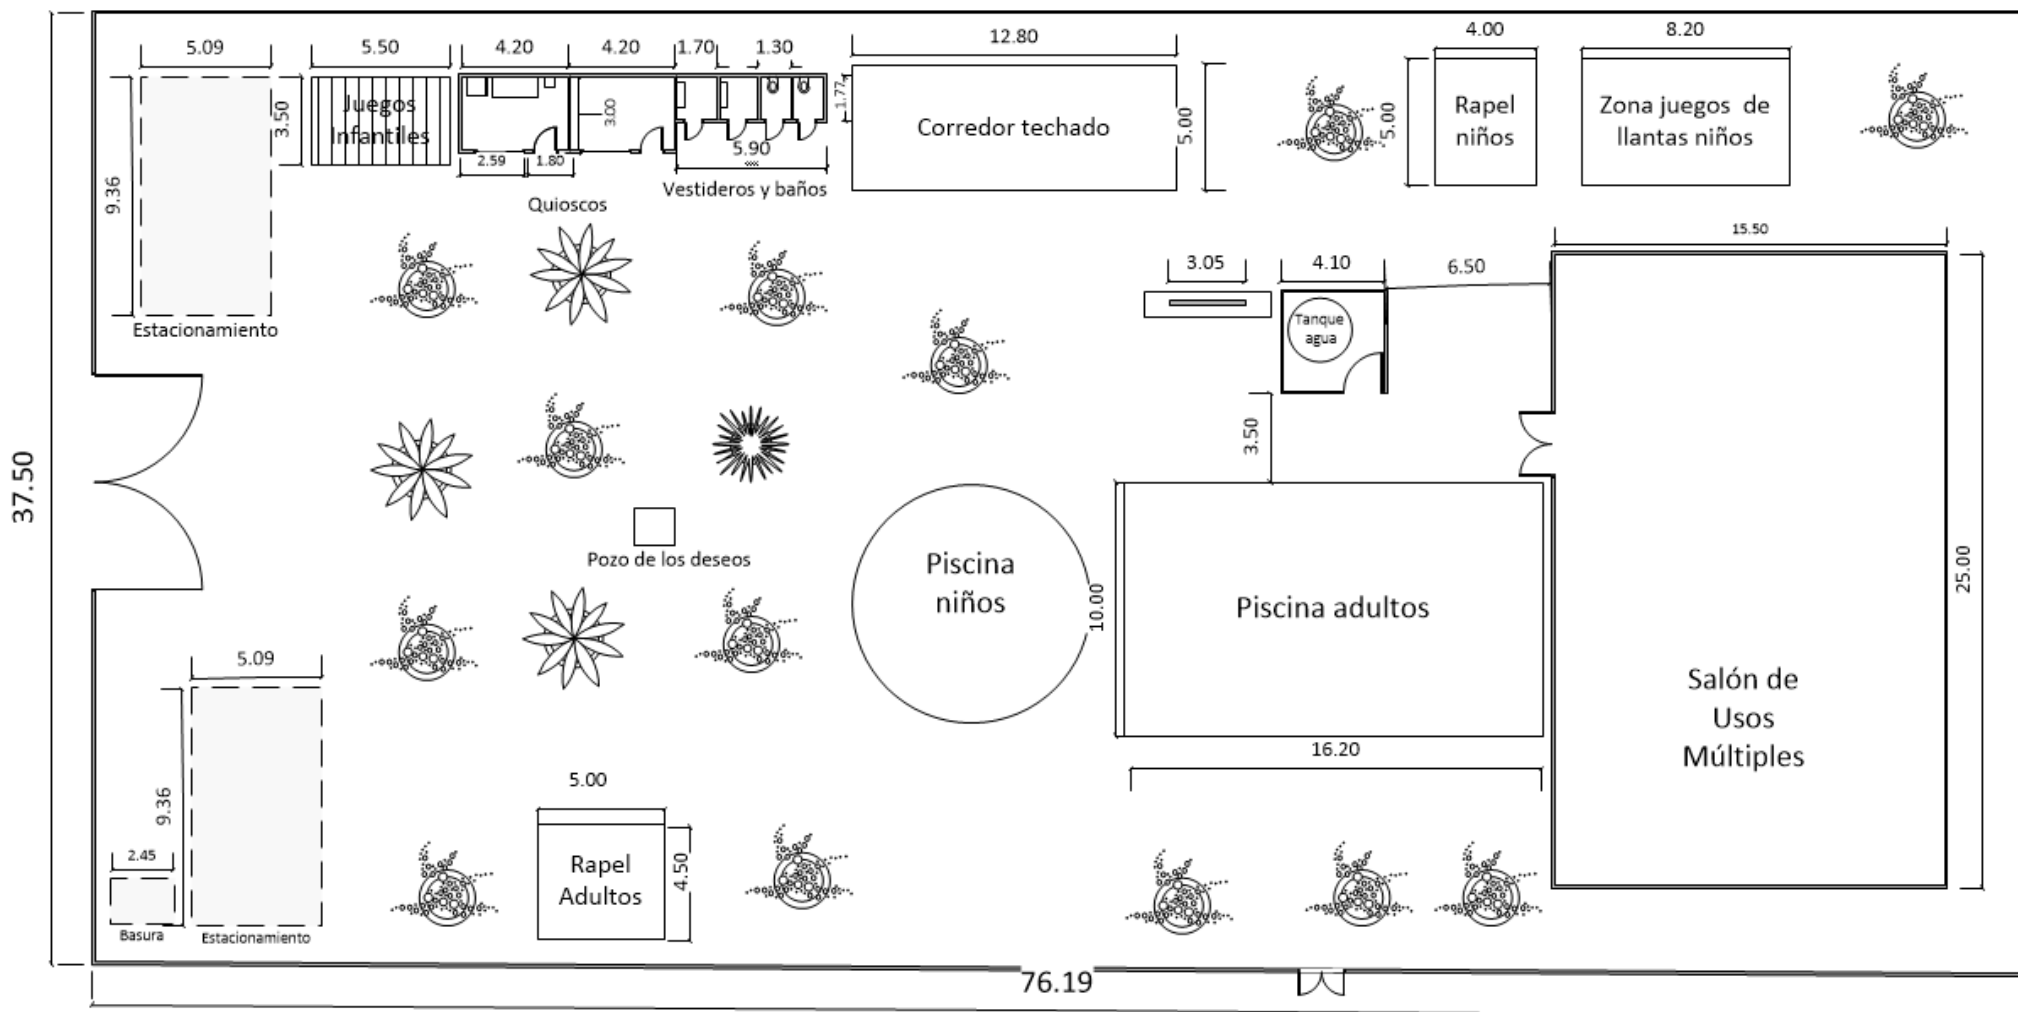 5.09
5.50
4.20
4.20
1.70
1.30
12.80
4.00
8.20
Juegos
Infantiles
3.50
3.00
1.77
Corredor techado
5.00
5.00
Rapel
niños
Zona juegos de
llantas niños
9.36
2.59
1.80
5.90
Vestideros y baños
Quioscos
Estacionamiento
3.05
4.10
6.50
15.50
Tanque
agua
37.50
3.50
Pozo de los deseos
Piscina
niños
10.00
Piscina adultos
25.00
Salón de
Usos
Múltiples
5.09
16.20
9.36
5.00
2.45
Rapel
Adultos
4.50
Basura
Estacionamiento
76.19